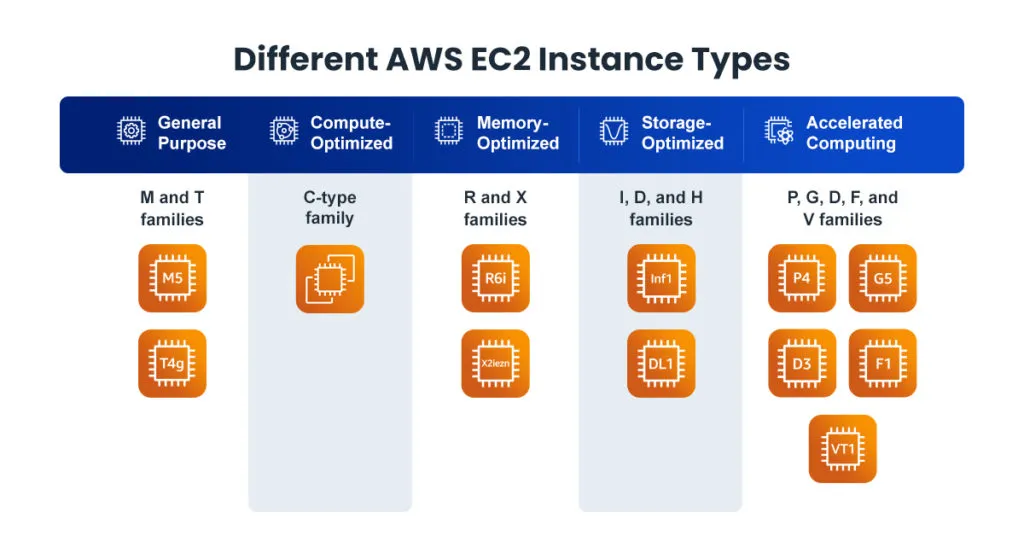 Different AWS EC2 Instance Types
General
Purpose
Compute-
Optimized
Memory-
Optimized
Storage-
Optimized
Accelerated
Computing
M and T
families
C-type
family
R and X
families
I, D, and H
families
P, G, D, F, and
V families
M5
R6i
Inf1
P4
G5
T4g
X2iezn
DL1
D3
F1
VT1